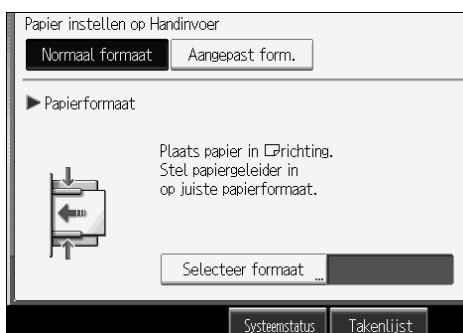 Papier instellen op Handinvoer
Normaal formaat Aangepast form.
▶ Papierformaat
Plaats papier in richting.
Stel papiergeleider in
op juiste papierformaat.
Selecteer formaat
Systeemstatus Takenlijst